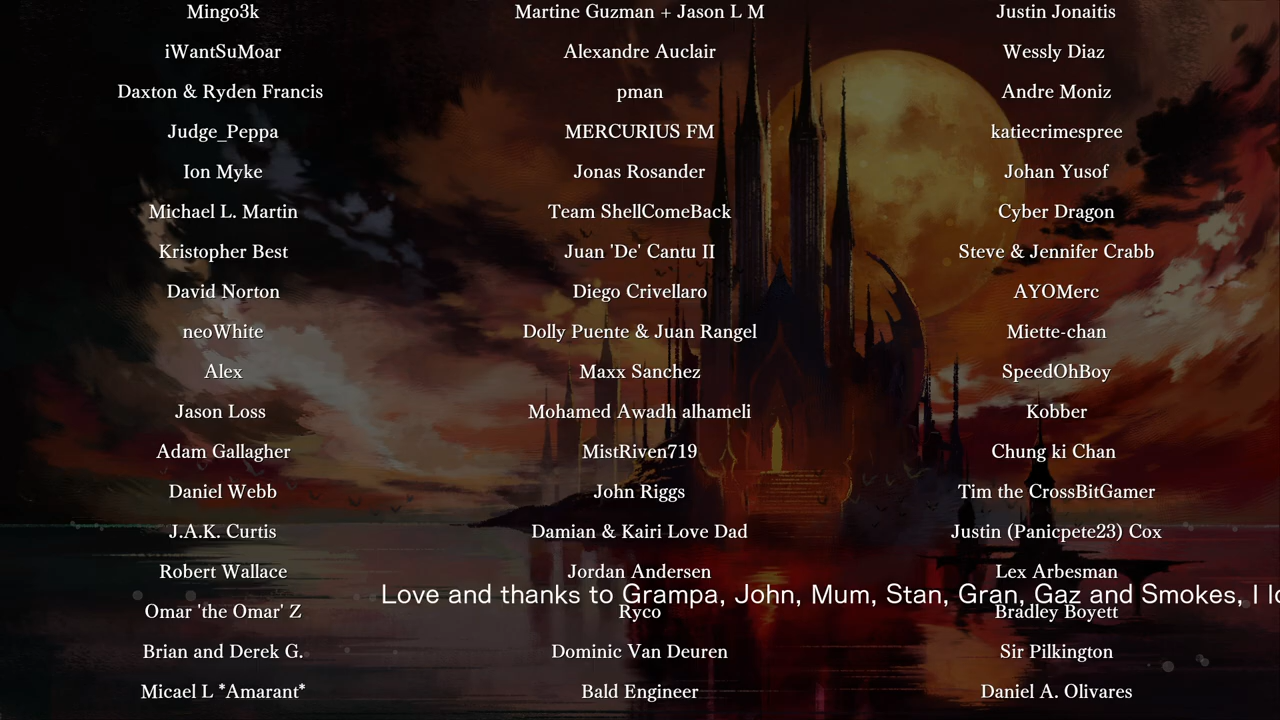 Mingo3k Martine Guzman + Jason L M Justin Jonaitis
iWantSuMoar Alexandre Auclair Wessly Diaz
Daxton & Ryden Francis pman Andre Moniz
Judge_Peppa MERCURIUS FM katiecrimespree
Ion Myke Jonas Rosander Johan Yusof
Michael L. Martin Team ShellComeBack Cyber Dragon
Kristopher Best Juan 'De' Cantu II Steve & Jennifer Crabb
David Norton Diego Crivellaro AYOMerc
neoWhite Dolly Puente & Juan Rangel Miette-chan
Alex Maxx Sanchez SpeedOhBoy
Jason Loss Mohamed Awadh alhameli Kobber
Adam Gallagher MistRiven719 Chung ki Chan
Daniel Webb John Riggs Tim the CrossBitGamer
J.A.K. Curtis Damian & Kairi Love Dad Justin (Panicpete23) Cox
Robert Wallace Jordan Andersen Lex Arbesman
Love and thanks to Grampa, John, Mum, Stan, Gran, Gaz and Smokes, I lo
Omar 'the Omar' Z Ryco Bradley Boyett
Brian and Derek G. Dominic Van Deuren Sir Pilkington
Micael L *Amarant* Bald Engineer Daniel A. Olivares